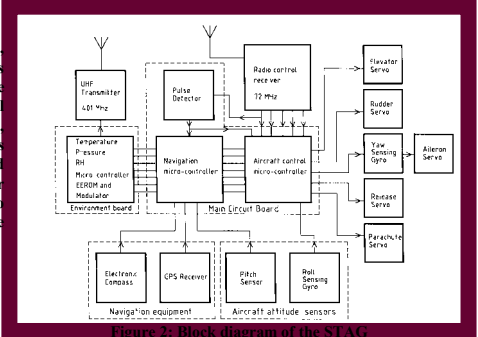 UHF
Transmitter
401 MHz
Pulse
Detector
Radio control
receiver
72 MHz
Elevator
Servo
Rudder
Servo
Yaw
Sensing
Gyro
Aileron
Servo
Release
Servo
Parachute
Servo
Temperature
Pressure
RH
Micro controller
EEROM and
Modulator
Environment board
Navigation
micro-controller
Aircraft control
micro-controller
Main Circuit Board
Electronic
Compass
GPS Receiver
Pitch
Sensor
Roll
Sensing
Gyro
Navigation equipment
Aircraft attitude sensors
Figure 2: Block diagram of the STAG